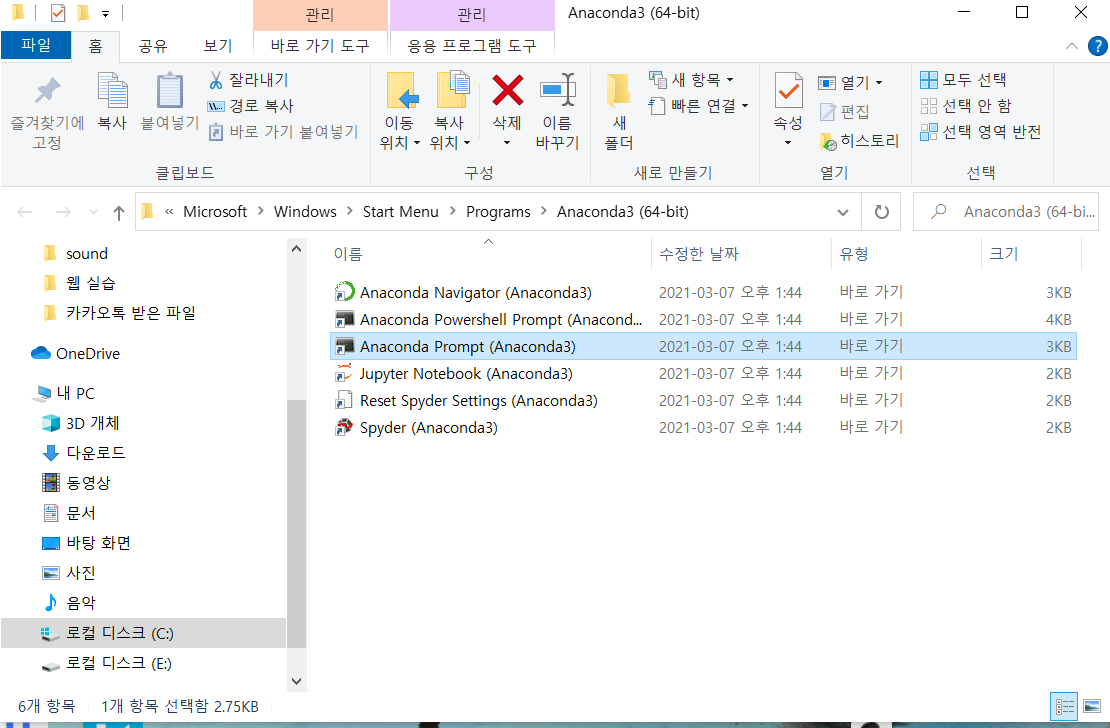 관리
관리
Anaconda3 (64-bit)
파일
홈
공유
보기
바로 가기 도구
응용 프로그램 도구
?
즐겨찾기에
고정
복사
붙여넣기
잘라내기
경로 복사
바로 가기 붙여넣기
클립보드
이동
위치
복사
위치
삭제
이름
바꾸기
구성
새
폴더
새 항목
빠른 연결
새로 만들기
속성
열기
편집
히스토리
열기
모두 선택
선택 안 함
선택 영역 반전
선택
« Microsoft > Windows > Start Menu > Programs > Anaconda3 (64-bit)
Anaconda3 (64-bi...
sound
웹 실습
카카오톡 받은 파일
OneDrive
내 PC
3D 개체
다운로드
동영상
문서
바탕 화면
사진
음악
로컬 디스크 (C:)
로컬 디스크 (E:)
이름 수정한 날짜 유형 크기
Anaconda Navigator (Anaconda3) 2021-03-07 오후 1:44 바로 가기 3KB
Anaconda Powershell Prompt (Anacond... 2021-03-07 오후 1:44 바로 가기 4KB
Anaconda Prompt (Anaconda3) 2021-03-07 오후 1:44 바로 가기 3KB
Jupyter Notebook (Anaconda3) 2021-03-07 오후 1:44 바로 가기 2KB
Reset Spyder Settings (Anaconda3) 2021-03-07 오후 1:44 바로 가기 2KB
Spyder (Anaconda3) 2021-03-07 오후 1:44 바로 가기 2KB
6개 항목 1개 항목 선택함 2.75KB